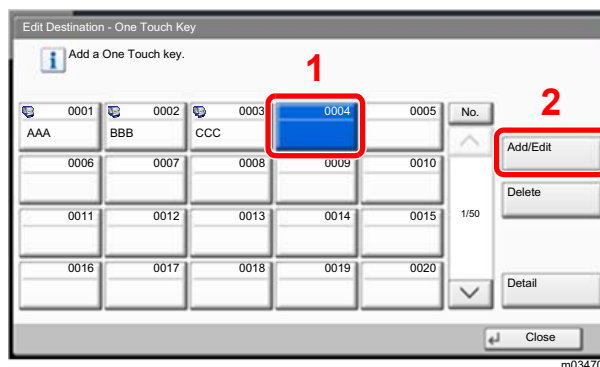 Edit Destination - One Touch Key
Add a One Touch key.
1
0001 0002 0003 0004 0005 No. 2
AAA BBB CCC
Add/Edit
0006 0007 0008 0009 0010
Delete
0011 0012 0013 0014 0015 1/50
0016 0017 0018 0019 0020
Detail
Close
m03470